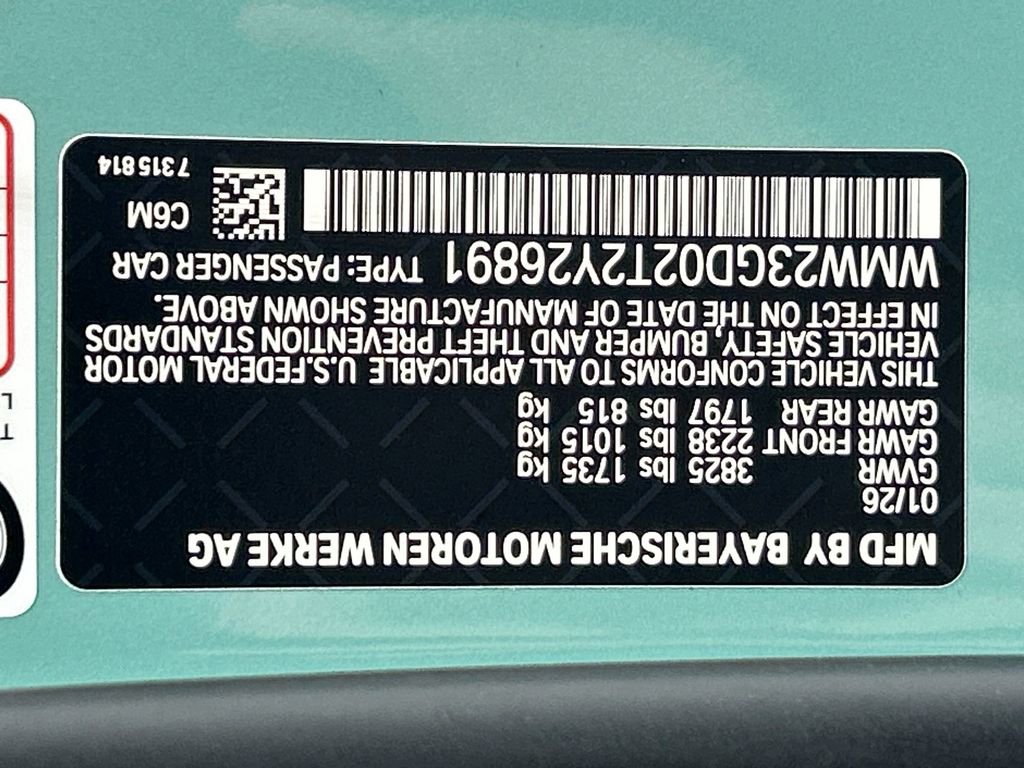 MFD BY BAYERISCHE MOTOREN WERKE AG
01/26
GVWR 3825 lbs 1735 kg
GAWR FRONT 2238 lbs 1015 kg
GAWR REAR 1797 lbs 815 kg
THIS VEHICLE CONFORMS TO ALL APPLICABLE U.S.FEDERAL MOTOR
VEHICLE SAFETY, BUMPER AND THEFT PREVENTION STANDARDS
IN EFFECT ON THE DATE OF MANUFACTURE SHOWN ABOVE.
WMW23GD02T2Y26891 TYPE: PASSENGER CAR
C6M
7315814
T
L